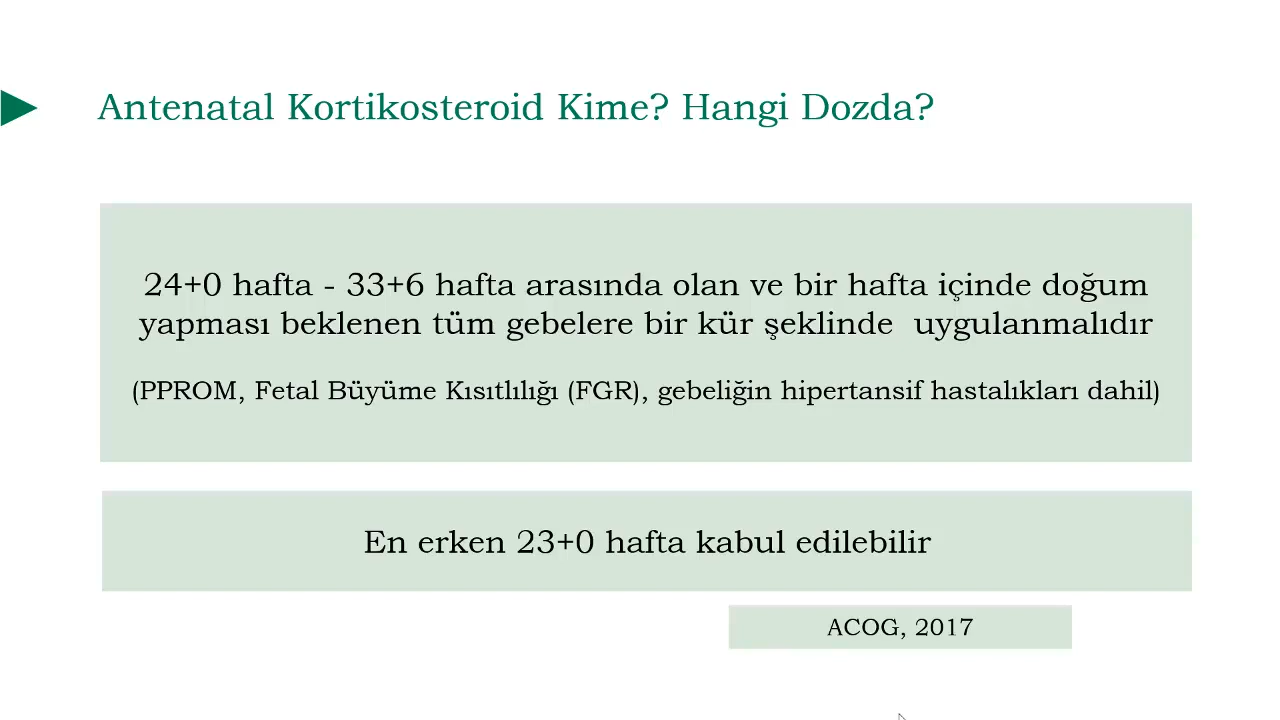 Antenatal Kortikosteroid Kime? Hangi Dozda?
24+0 hafta - 33+6 hafta arasında olan ve bir hafta içinde doğum
yapması beklenen tüm gebelere bir kür şeklinde  uygulanmalıdır
(PPROM, Fetal Büyüme Kısıtlılığı (FGR), gebeliğin hipertansif hastalıkları dahil)
En erken 23+0 hafta kabul edilebilir
ACOG, 2017